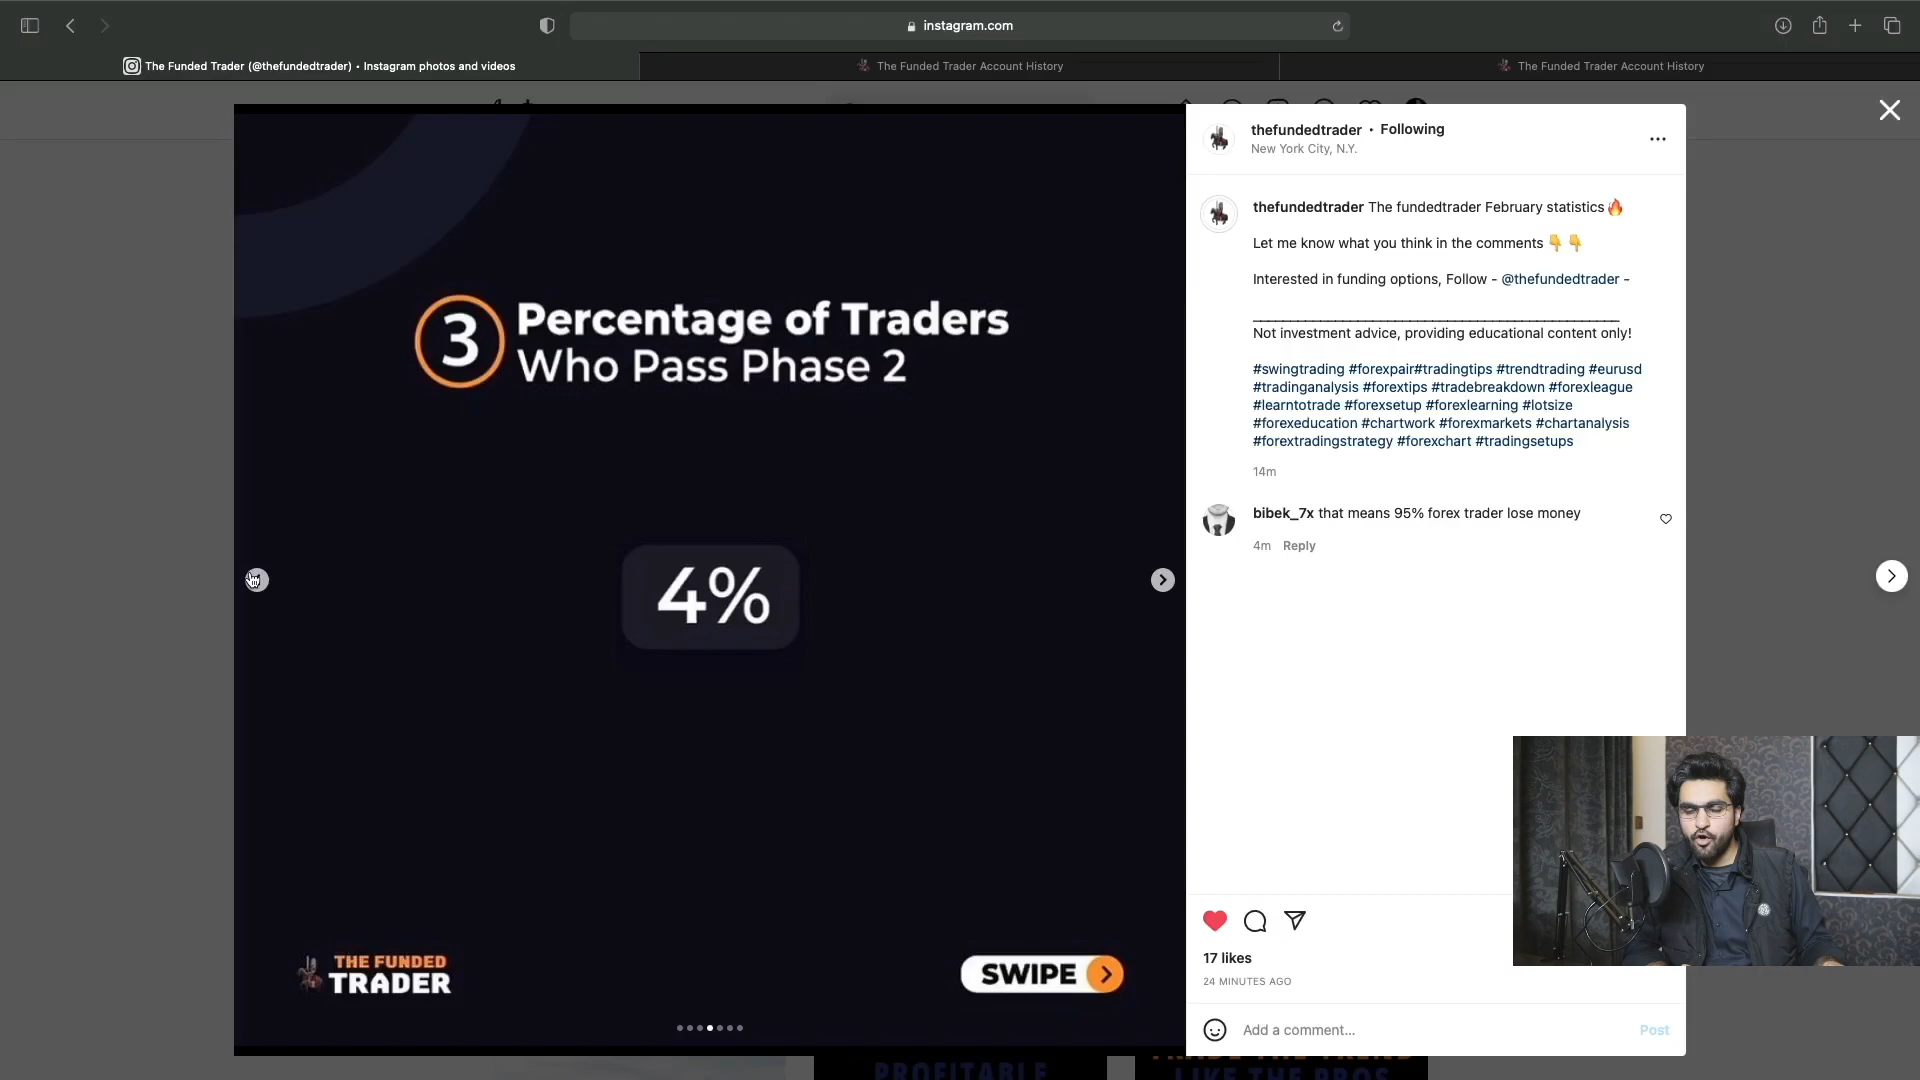 instagram.com
The Funded Trader (@thefundedtrader) • Instagram photos and videos
The Funded Trader Account History
The Funded Trader Account History
3 Percentage of Traders
Who Pass Phase 2
4%
THE FUNDED
TRADER
SWIPE
thefundedtrader • Following
New York City, N.Y.
thefundedtrader The fundedtrader February statistics🔥
Let me know what you think in the comments 👇 👇
Interested in funding options, Follow - @thefundedtrader -
Not investment advice, providing educational content only!
#swingtrading #forexpair#tradingtips #trendtrading #eurusd
#tradinganalysis #forextips #tradebreakdown #forexleague
#learntotrade #forexsetup #forexlearning #lotsize
#forexeducation #chartwork #forexmarkets #chartanalysis
#forextradingstrategy #forexchart #tradingsetups
14m
bibek_7x that means 95% forex trader lose money
4m Reply
17 likes
24 MINUTES AGO
Add a comment...
Post
PROFITABLE
LIKE THE PROS